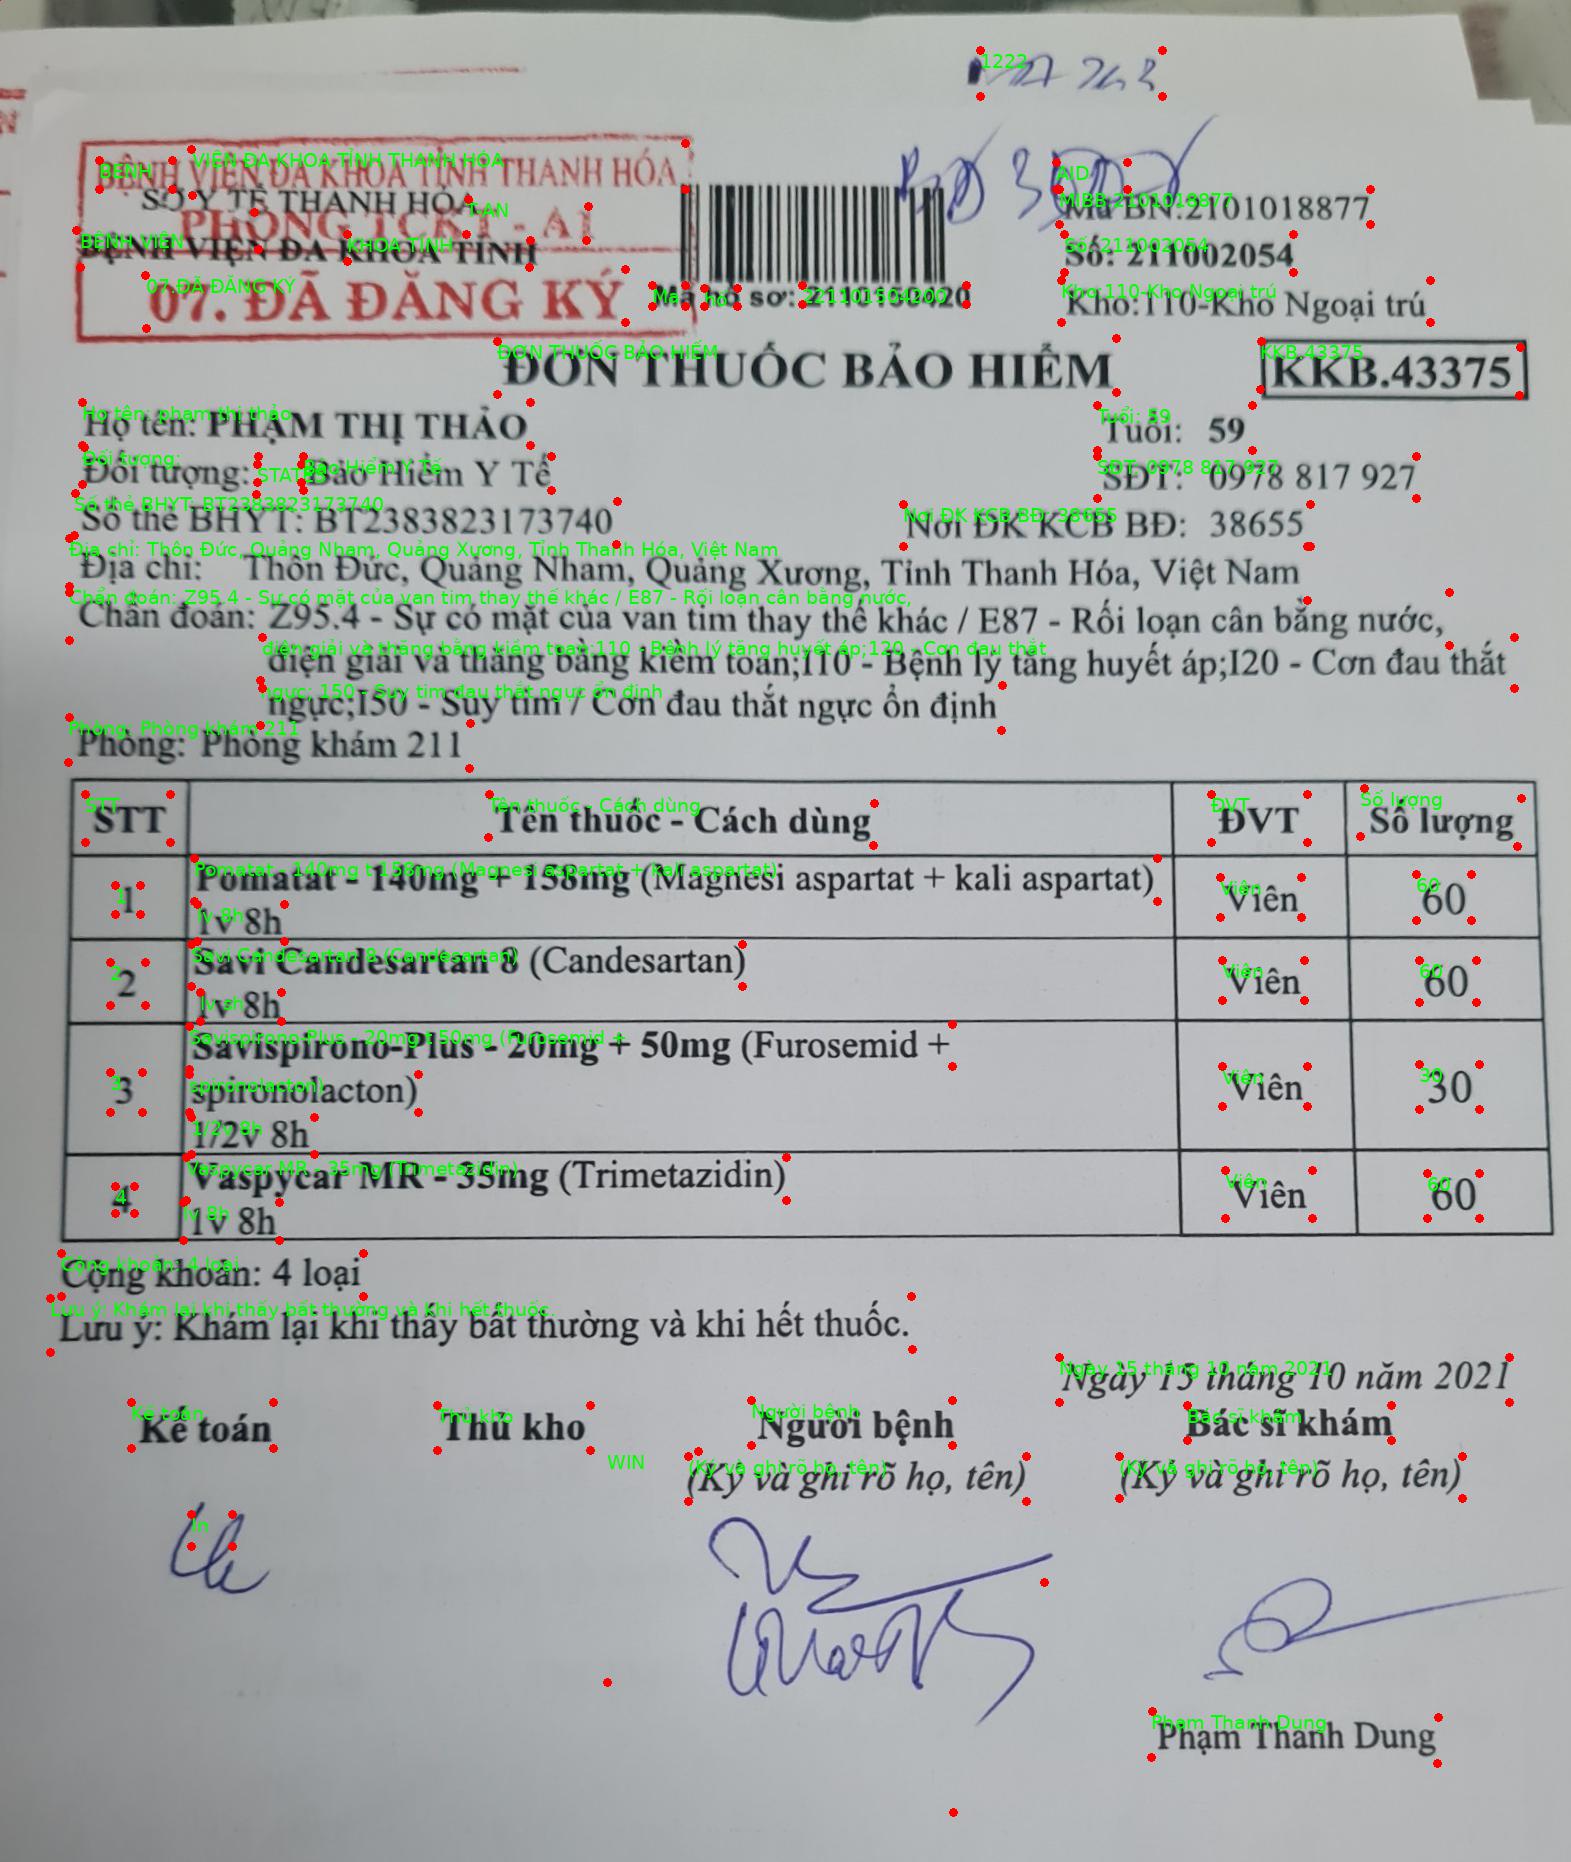 BỆNH VIỆN ĐA KHOA TỈNH THANH HÓA
SỞ Y TẾ THANH HÓA
PHÒNG TCKT - A1
BỆNH VIỆN ĐA KHOA TỈNH
07. ĐÃ ĐĂNG KÝ
Mã hồ sơ:
Mã BN:2101018877
Số: 211002054
Kho:110-Kho Ngoại trú
ĐƠN THUỐC BẢO HIỂM
KKB.43375
Họ tên: PHẠM THỊ THẢO Tuổi: 59
Đối tượng: Bảo Hiểm Y Tế SĐT: 0978 817 927
Số thẻ BHYT: BT2383823173740 Nơi ĐK KCB BĐ: 38655
Địa chỉ: Thôn Đức, Quảng Nham, Quảng Xương, Tỉnh Thanh Hóa, Việt Nam
Chẩn đoán: Z95.4 - Sự có mặt của van tim thay thế khác / E87 - Rối loạn cân bằng nước,
điện giải và thăng bằng kiềm toan;I10 - Bệnh lý tăng huyết áp;I20 - Cơn đau thắt
ngực;I50 - Suy tim / Cơn đau thắt ngực ổn định
Phòng: Phòng khám 211
STT Tên thuốc - Cách dùng ĐVT Số lượng
1 Pomatat - 140mg + 158mg (Magnesi aspartat + kali aspartat) Viên 60
1v 8h
2 Savi Candesartan 8 (Candesartan) Viên 60
1v 8h
3 Savispirono-Plus - 20mg + 50mg (Furosemid + Viên 30
spironolacton)
1/2v 8h
4 Vaspycar MR - 35mg (Trimetazidin) Viên 60
1v 8h
Cộng khoản: 4 loại
Lưu ý: Khám lại khi thấy bất thường và khi hết thuốc.
Ngày 15 tháng 10 năm 2021
Kế toán Thủ kho Người bệnh Bác sĩ khám
(Ký và ghi rõ họ, tên) (Ký và ghi rõ họ, tên)
Phạm Thanh Dung